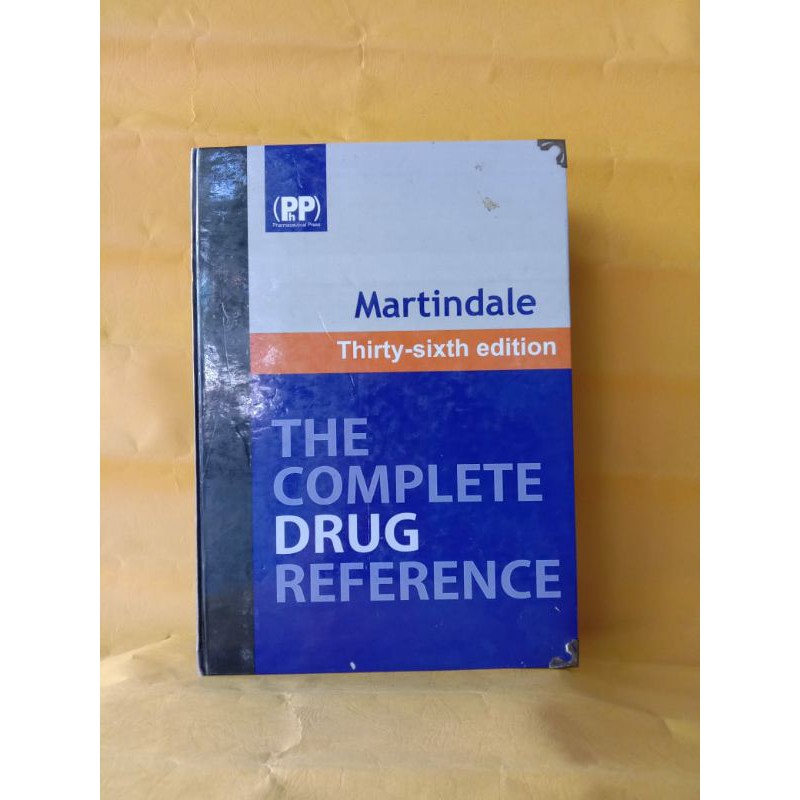 (PhP)
Pharmaceutical Press
Martindale
Thirty-sixth edition
THE
COMPLETE
DRUG
REFERENCE